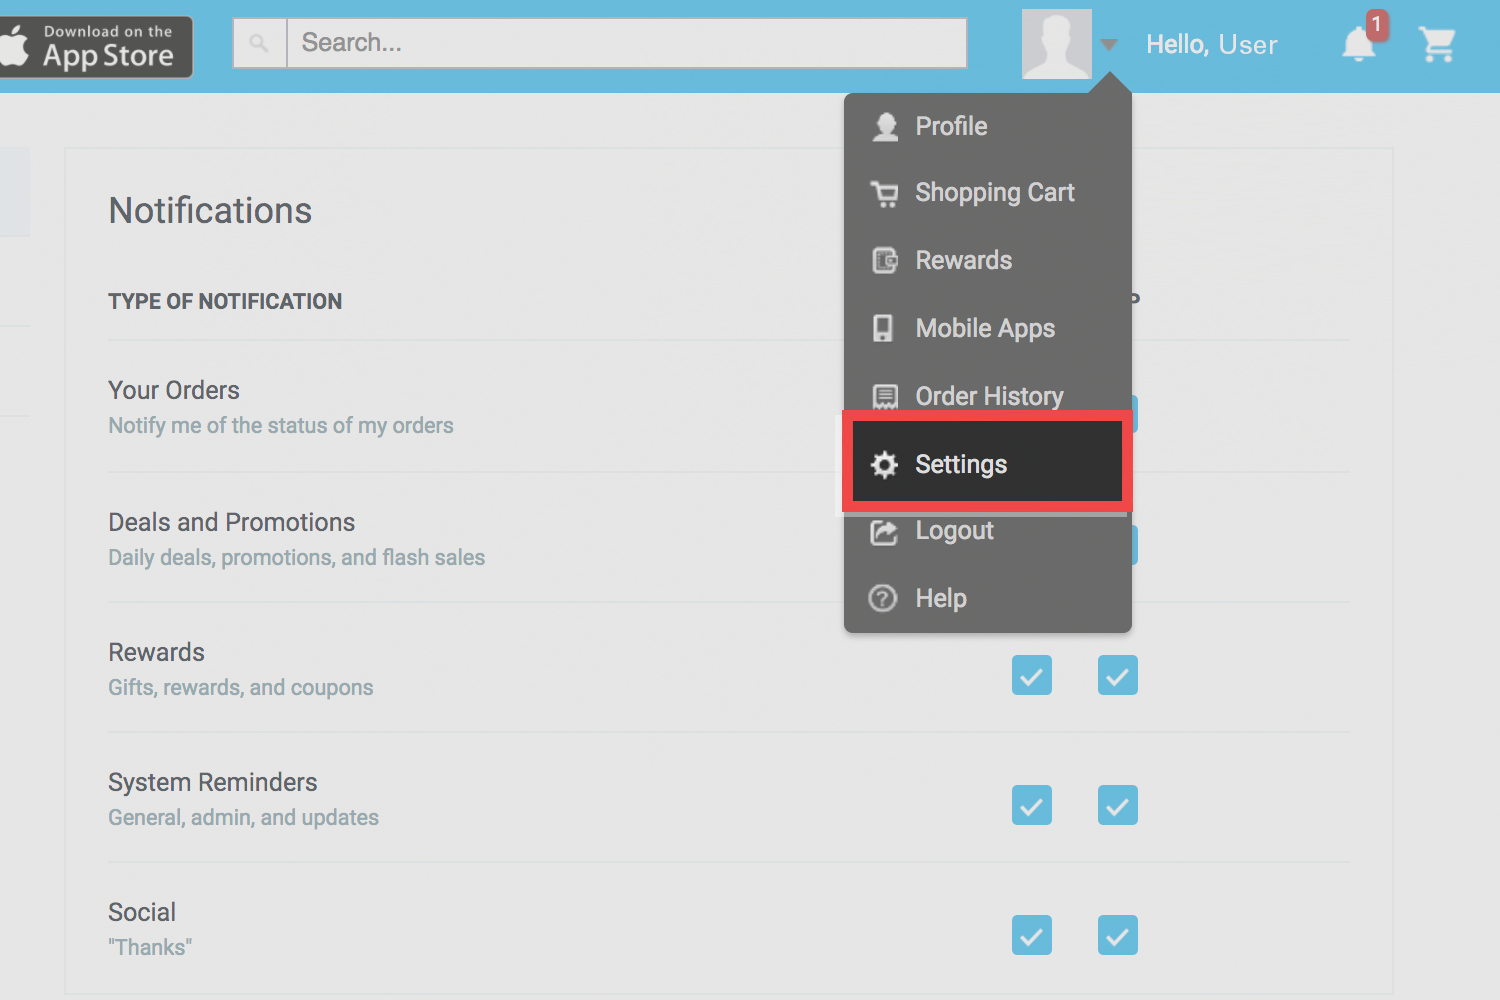 Download on the
App Store
Search...
Hello, User
1
Profile
Shopping Cart
Rewards
Mobile Apps
Order History
Settings
Logout
Help
Notifications
TYPE OF NOTIFICATION
Your Orders
Notify me of the status of my orders
Deals and Promotions
Daily deals, promotions, and flash sales
Rewards
Gifts, rewards, and coupons
System Reminders
General, admin, and updates
Social
"Thanks"